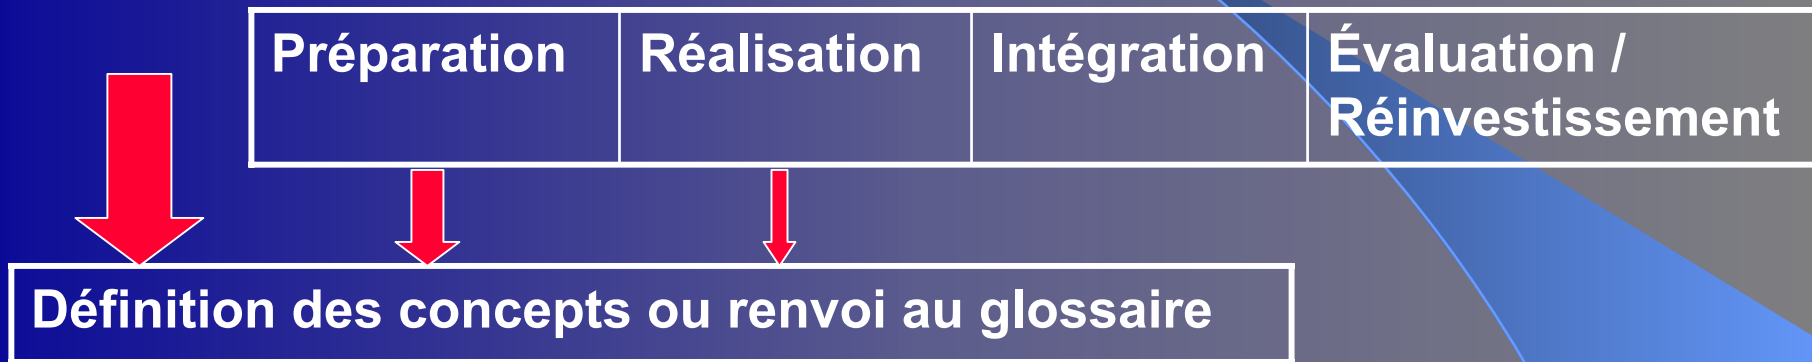 Préparation
Réalisation
Intégration
Évaluation /
Réinvestissement
Définition des concepts ou renvoi au glossaire